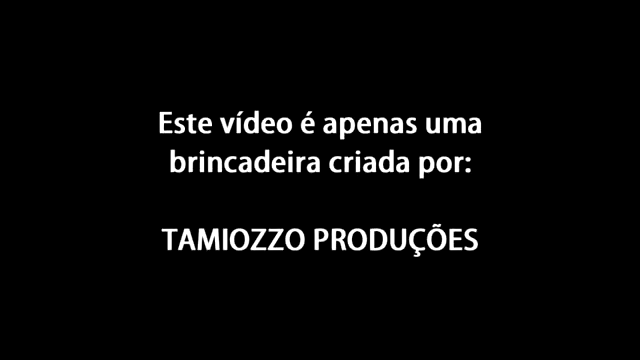 Este vídeo é apenas uma
brincadeira criada por:
TAMIOZZO PRODUÇÕES